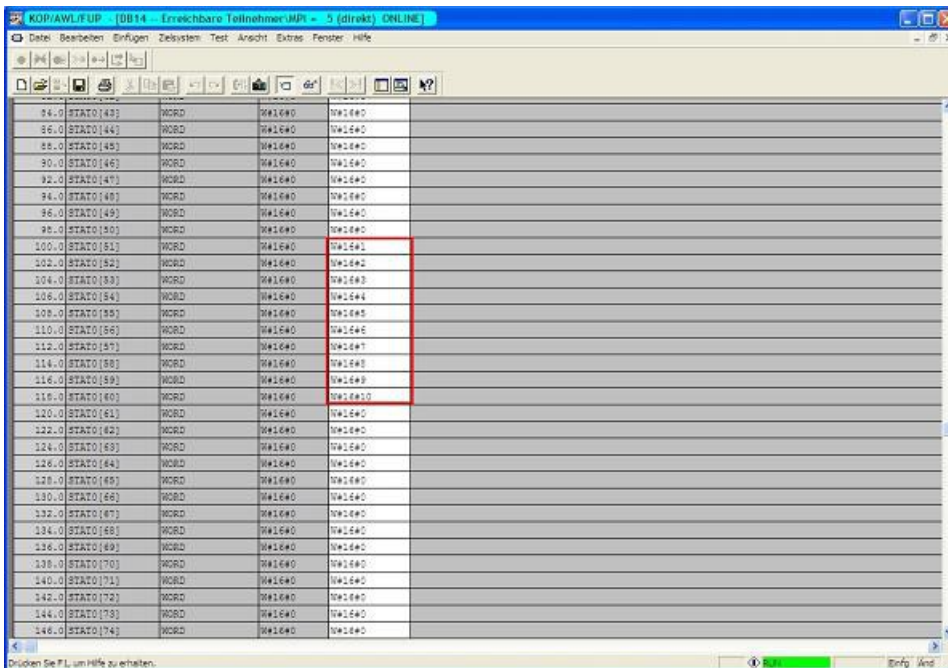 KOP/AWL/FUP - [DB14 -- Erreichbare Teilnehmer\MPI = 5 (direkt) ONLINE]
Datei Bearbeiten Einfügen Zielsystem Test Ansicht Extras Fenster Hilfe
84.0 STAT0[43] WORD W#16#0 W#16#0
86.0 STAT0[44] WORD W#16#0 W#16#0
88.0 STAT0[45] WORD W#16#0 W#16#0
90.0 STAT0[46] WORD W#16#0 W#16#0
92.0 STAT0[47] WORD W#16#0 W#16#0
94.0 STAT0[48] WORD W#16#0 W#16#0
96.0 STAT0[49] WORD W#16#0 W#16#0
98.0 STAT0[50] WORD W#16#0 W#16#0
100.0 STAT0[51] WORD W#16#0 W#16#1
102.0 STAT0[52] WORD W#16#0 W#16#2
104.0 STAT0[53] WORD W#16#0 W#16#3
106.0 STAT0[54] WORD W#16#0 W#16#4
108.0 STAT0[55] WORD W#16#0 W#16#5
110.0 STAT0[56] WORD W#16#0 W#16#6
112.0 STAT0[57] WORD W#16#0 W#16#7
114.0 STAT0[58] WORD W#16#0 W#16#8
116.0 STAT0[59] WORD W#16#0 W#16#9
118.0 STAT0[60] WORD W#16#0 W#16#10
120.0 STAT0[61] WORD W#16#0 W#16#0
122.0 STAT0[62] WORD W#16#0 W#16#0
124.0 STAT0[63] WORD W#16#0 W#16#0
126.0 STAT0[64] WORD W#16#0 W#16#0
128.0 STAT0[65] WORD W#16#0 W#16#0
130.0 STAT0[66] WORD W#16#0 W#16#0
132.0 STAT0[67] WORD W#16#0 W#16#0
134.0 STAT0[68] WORD W#16#0 W#16#0
136.0 STAT0[69] WORD W#16#0 W#16#0
138.0 STAT0[70] WORD W#16#0 W#16#0
140.0 STAT0[71] WORD W#16#0 W#16#0
142.0 STAT0[72] WORD W#16#0 W#16#0
144.0 STAT0[73] WORD W#16#0 W#16#0
146.0 STAT0[74] WORD W#16#0 W#16#0
Drücken Sie F1, um Hilfe zu erhalten. RUN Einfg Änd